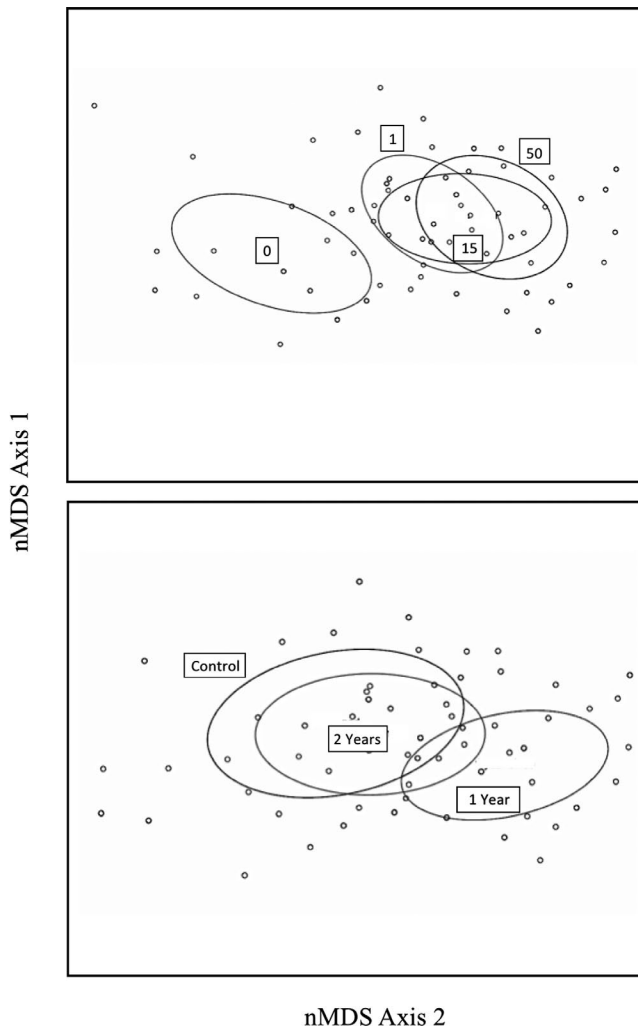 1
50
0
15
nMDS Axis 1
Control
2 Years
1 Year
nMDS Axis 2